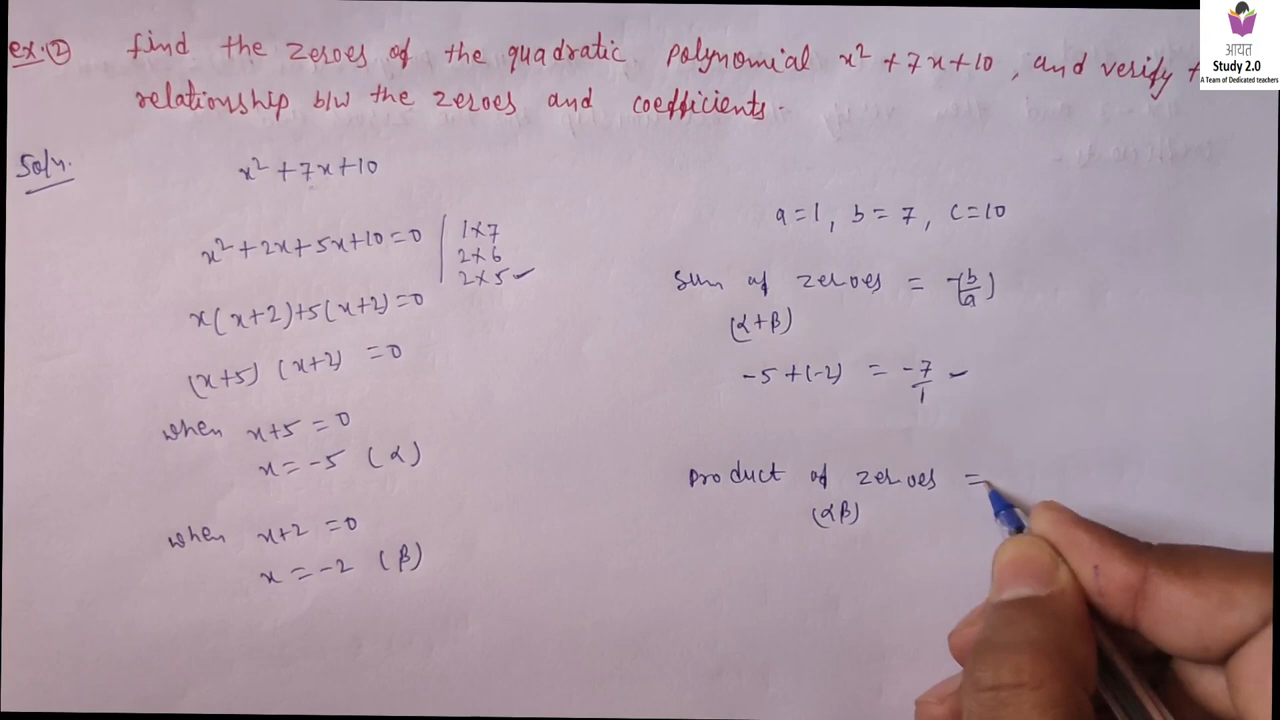 ex.② find the zeroes of the quadratic polynomial x² + 7x+10 , and verify
relationship b/w the zeroes and coefficients.
Soln.
x² + 7x+10
x² + 2x + 5x+10 = 0
1×7
2×6
2×5 ✓
x(x+2)+5(x+2) = 0
(x+5) (x+2) = 0
when x+5 = 0
x = -5 (α)
when x+2 = 0
x = -2 (β)
a=1, b=7, c=10
Sum of zeroes = -(b/a)
(α+β)
-5 + (-2) = -7/1 ✓
product of zeroes =
(αβ)
आयत
Study 2.0
A Team of Dedicated teachers